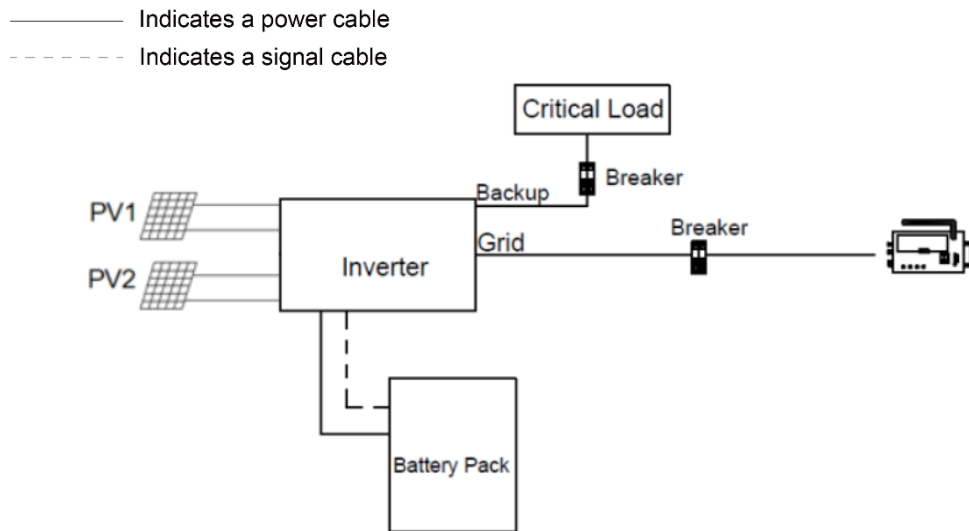 Indicates a power cable
Indicates a signal cable
Critical Load
Breaker
Backup
PV1
Breaker
Grid
Inverter
PV2
Battery Pack